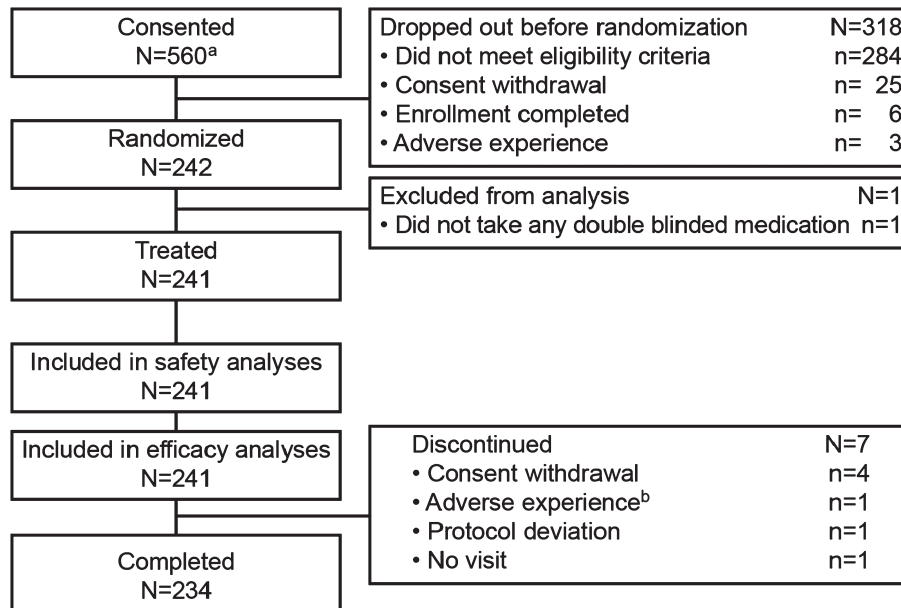 Consented
N=560a
Dropped out before randomization N=318
• Did not meet eligibility criteria n=284
• Consent withdrawal n= 25
• Enrollment completed n= 6
• Adverse experience n= 3
Randomized
N=242
Excluded from analysis N=1
• Did not take any double blinded medication n=1
Treated
N=241
Included in safety analyses
N=241
Included in efficacy analyses
N=241
Discontinued N=7
• Consent withdrawal n=4
• Adverse experienceb n=1
• Protocol deviation n=1
• No visit n=1
Completed
N=234